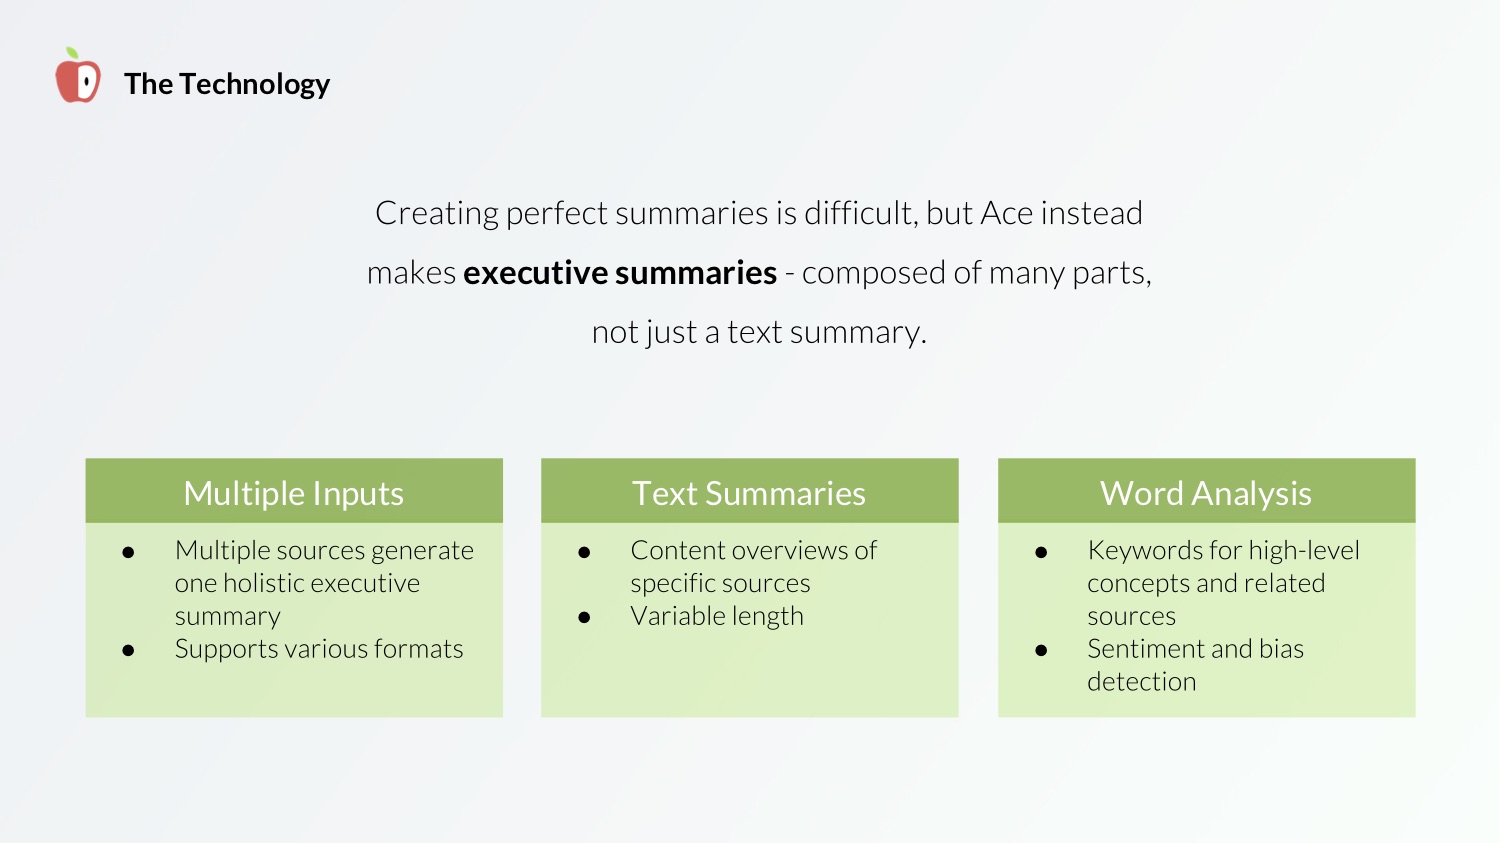 The Technology
Creating perfect summaries is difficult, but Ace instead
makes executive summaries - composed of many parts,
not just a text summary.
Multiple Inputs
● Multiple sources generate
one holistic executive
summary
● Supports various formats
Text Summaries
● Content overviews of
specific sources
● Variable length
Word Analysis
● Keywords for high-level
concepts and related
sources
● Sentiment and bias
detection